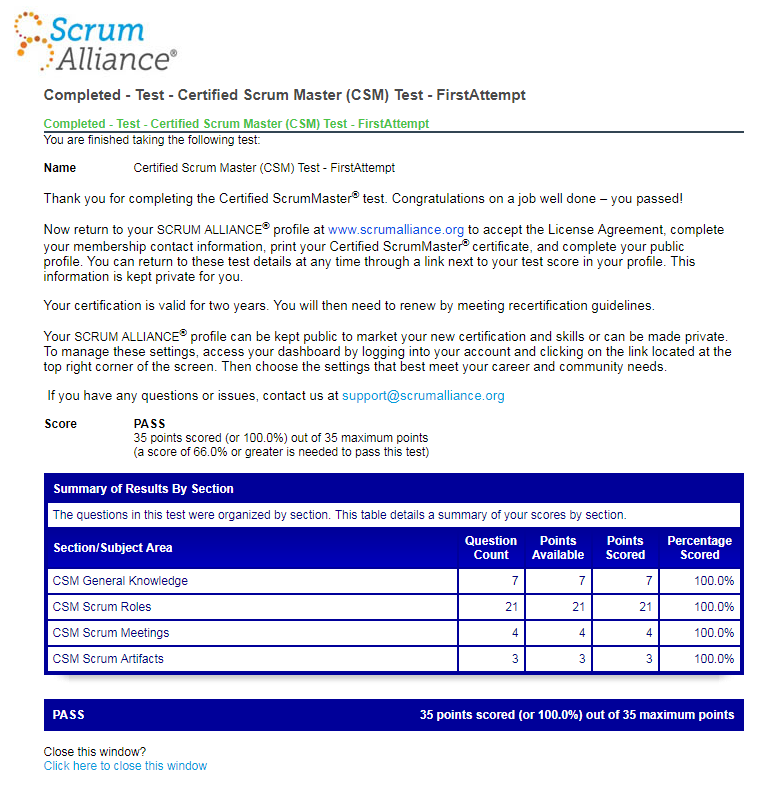 Scrum
Alliance®
Completed - Test - Certified Scrum Master (CSM) Test - FirstAttempt
Completed - Test - Certified Scrum Master (CSM) Test - FirstAttempt
You are finished taking the following test:
Name Certified Scrum Master (CSM) Test - FirstAttempt
Thank you for completing the Certified ScrumMaster® test. Congratulations on a job well done – you passed!
Now return to your SCRUM ALLIANCE® profile at www.scrumalliance.org to accept the License Agreement, complete
your membership contact information, print your Certified ScrumMaster® certificate, and complete your public
profile. You can return to these test details at any time through a link next to your test score in your profile. This
information is kept private for you.
Your certification is valid for two years. You will then need to renew by meeting recertification guidelines.
Your SCRUM ALLIANCE® profile can be kept public to market your new certification and skills or can be made private.
To manage these settings, access your dashboard by logging into your account and clicking on the link located at the
top right corner of the screen. Then choose the settings that best meet your career and community needs.
If you have any questions or issues, contact us at support@scrumalliance.org
Score PASS
35 points scored (or 100.0%) out of 35 maximum points
(a score of 66.0% or greater is needed to pass this test)
Summary of Results By Section
The questions in this test were organized by section. This table details a summary of your scores by section.
Section/Subject Area Question Count Points Available Points Scored Percentage Scored
CSM General Knowledge 7 7 7 100.0%
CSM Scrum Roles 21 21 21 100.0%
CSM Scrum Meetings 4 4 4 100.0%
CSM Scrum Artifacts 3 3 3 100.0%
PASS 35 points scored (or 100.0%) out of 35 maximum points
Close this window?
Click here to close this window